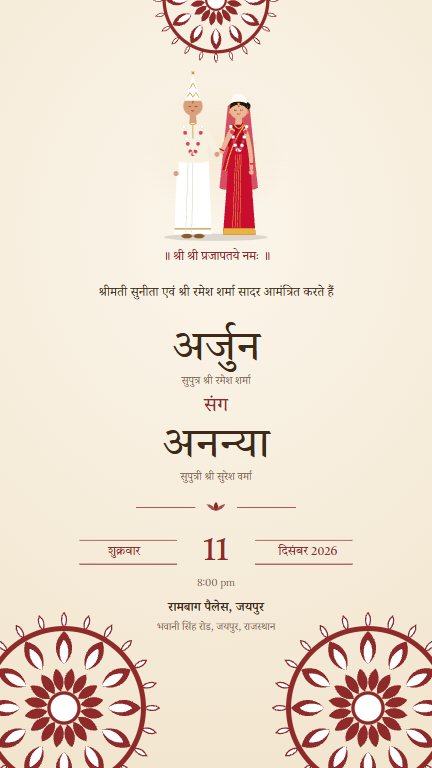 ॥ श्री श्री प्रजापतये नमः ॥
श्रीमती सुनीता एवं श्री रमेश शर्मा सादर आमंत्रित करते हैं
अर्जुन
सुपुत्र श्री रमेश शर्मा
संग
अनन्या
सुपुत्री श्री सुरेश वर्मा
शुक्रवार 11 दिसंबर 2026
8:00 pm
रामबाग पैलेस, जयपुर
भवानी सिंह रोड, जयपुर, राजस्थान